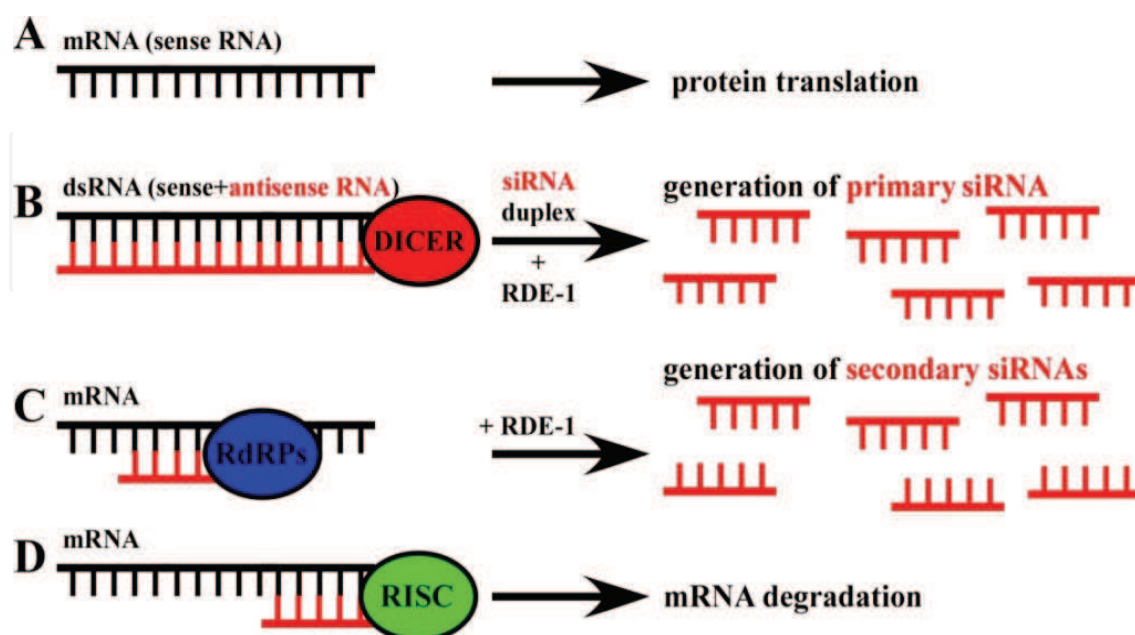 A
mRNA (sense RNA)
protein translation
B
dsRNA (sense+antisense RNA)
DICER
siRNA
duplex
+
RDE-1
generation of primary siRNA
C
mRNA
RdRPs
+ RDE-1
generation of secondary siRNAs
D
mRNA
RISC
mRNA degradation